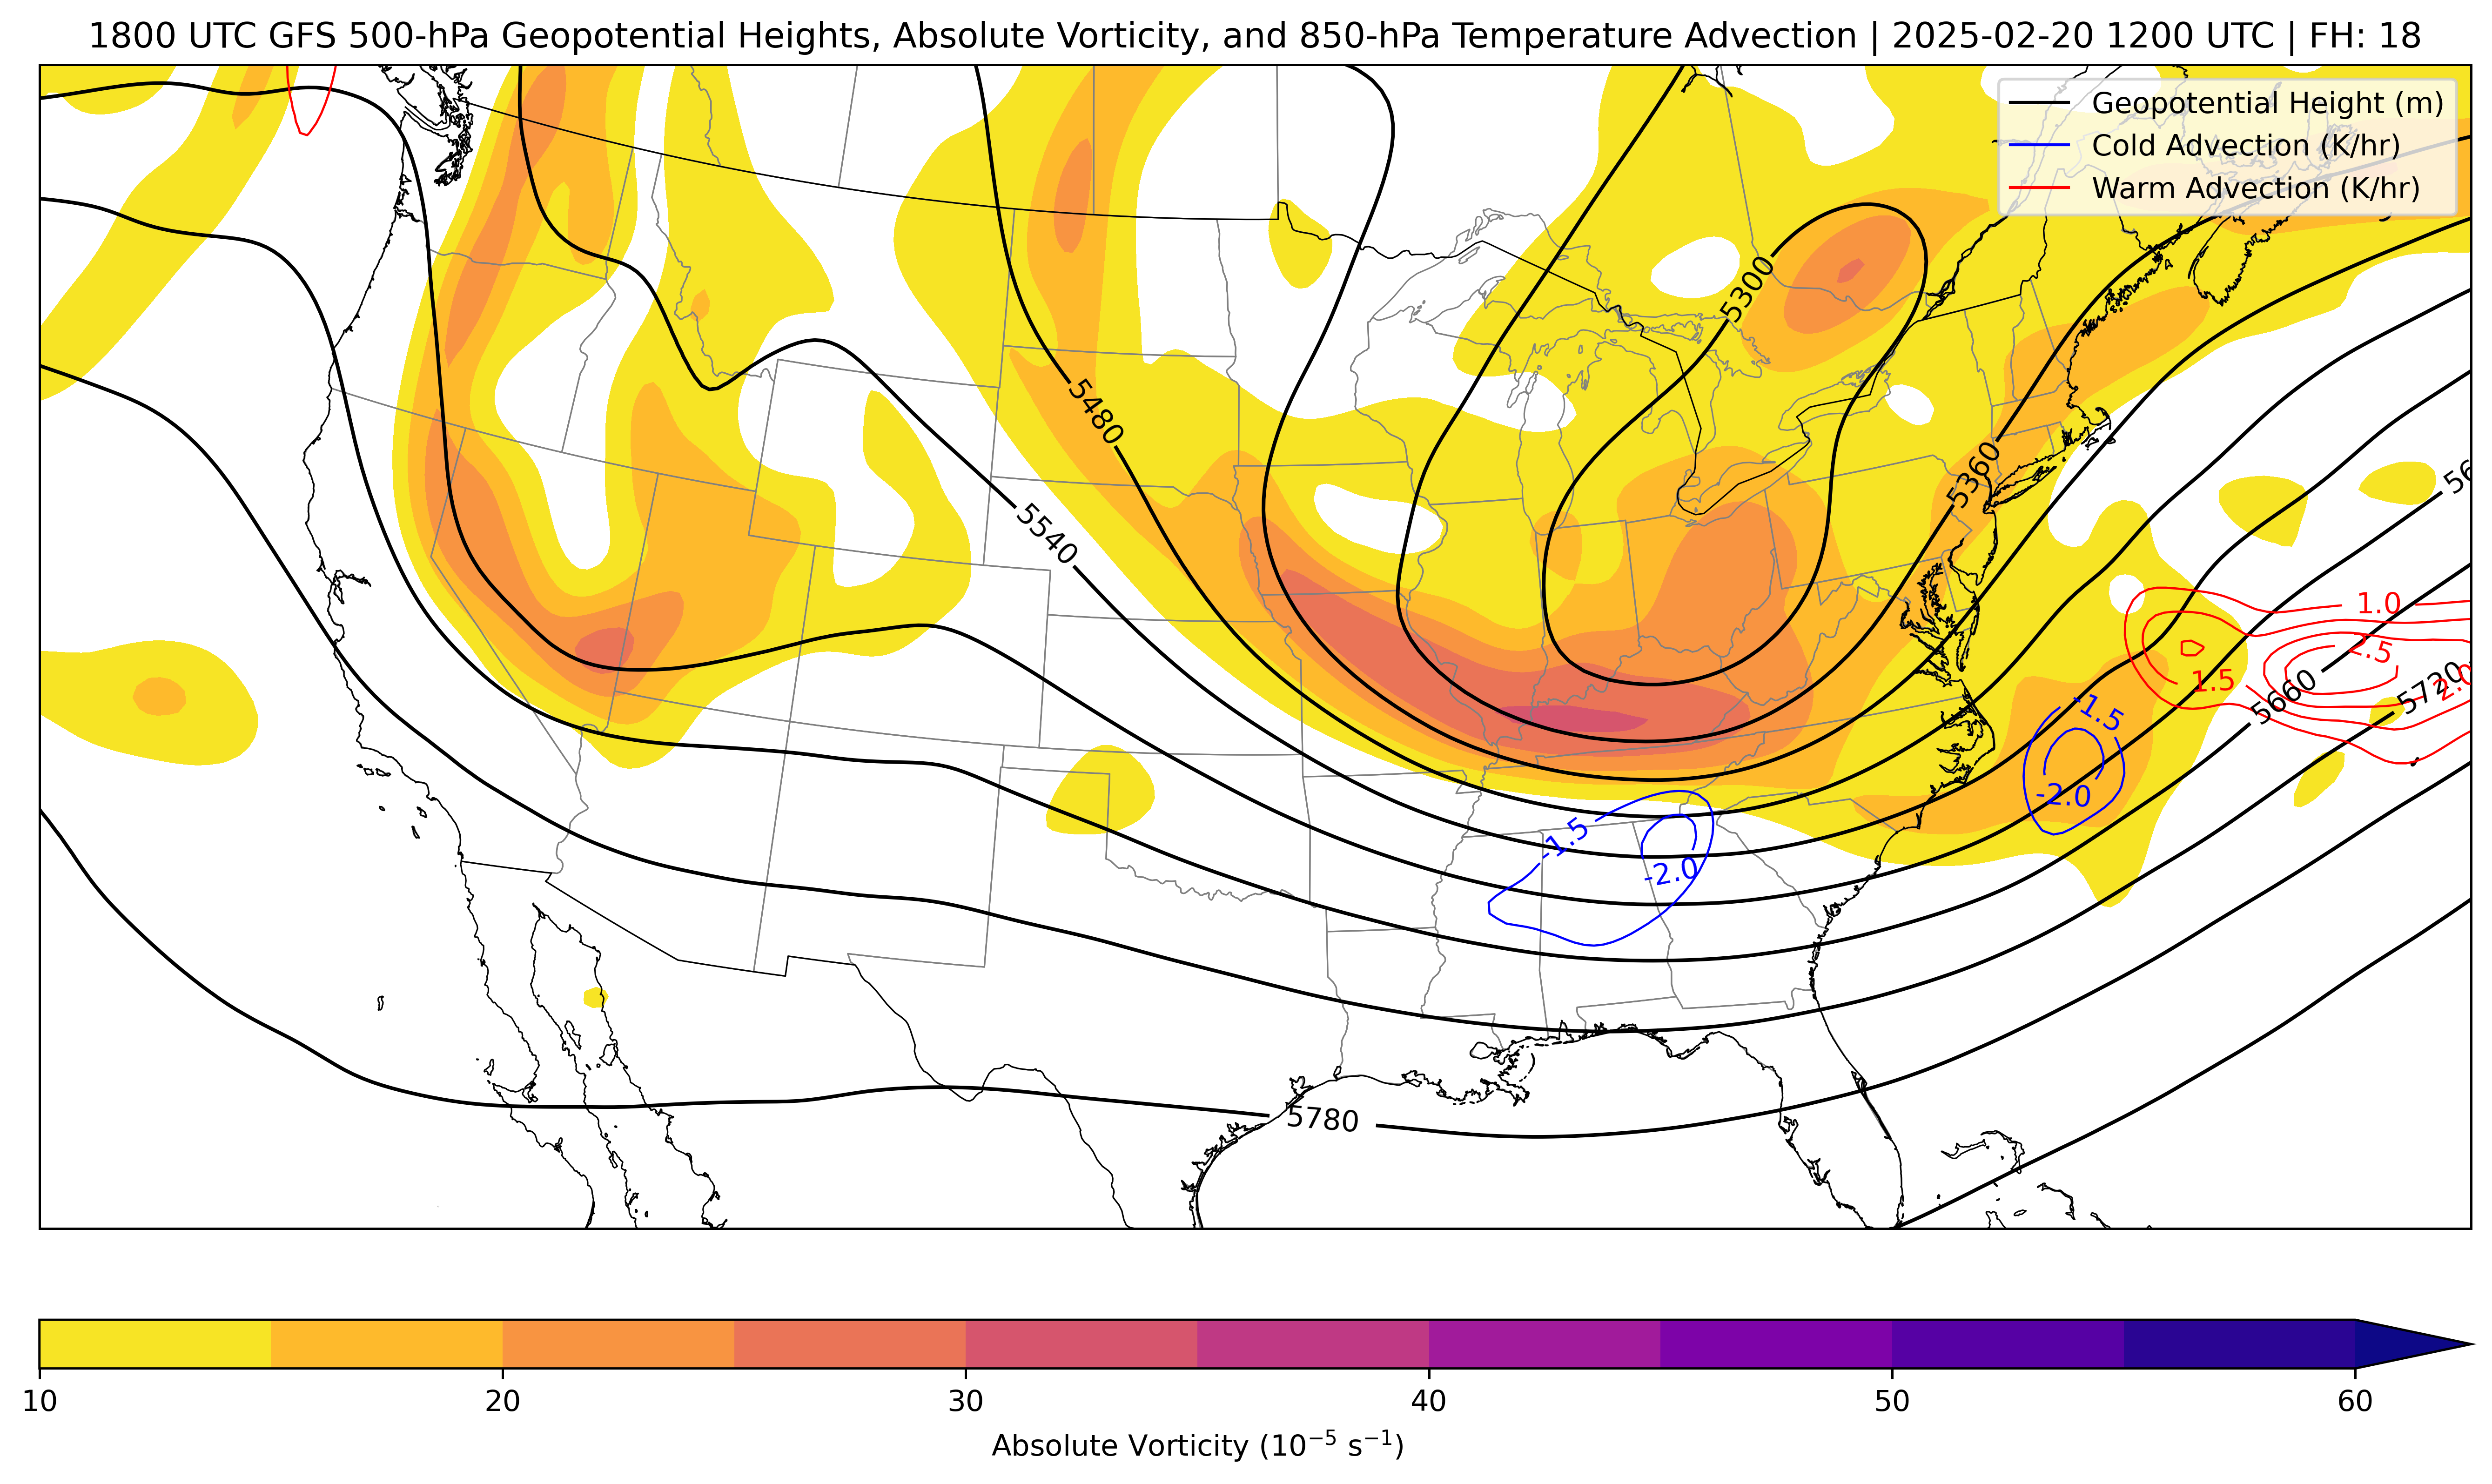 1800 UTC GFS 500-hPa Geopotential Heights, Absolute Vorticity, and 850-hPa Temperature Advection | 2025-02-20 1200 UTC | FH: 18
Geopotential Height (m)
Cold Advection (K/hr)
Warm Advection (K/hr)
5300
5480
5360
56
5540
1.0
2.5
1.5
2.0
5660
5720
-1.5
-2.0
-1.5
-2.0
5780
10 20 30 40 50 60
Absolute Vorticity (10⁻⁵ s⁻¹)